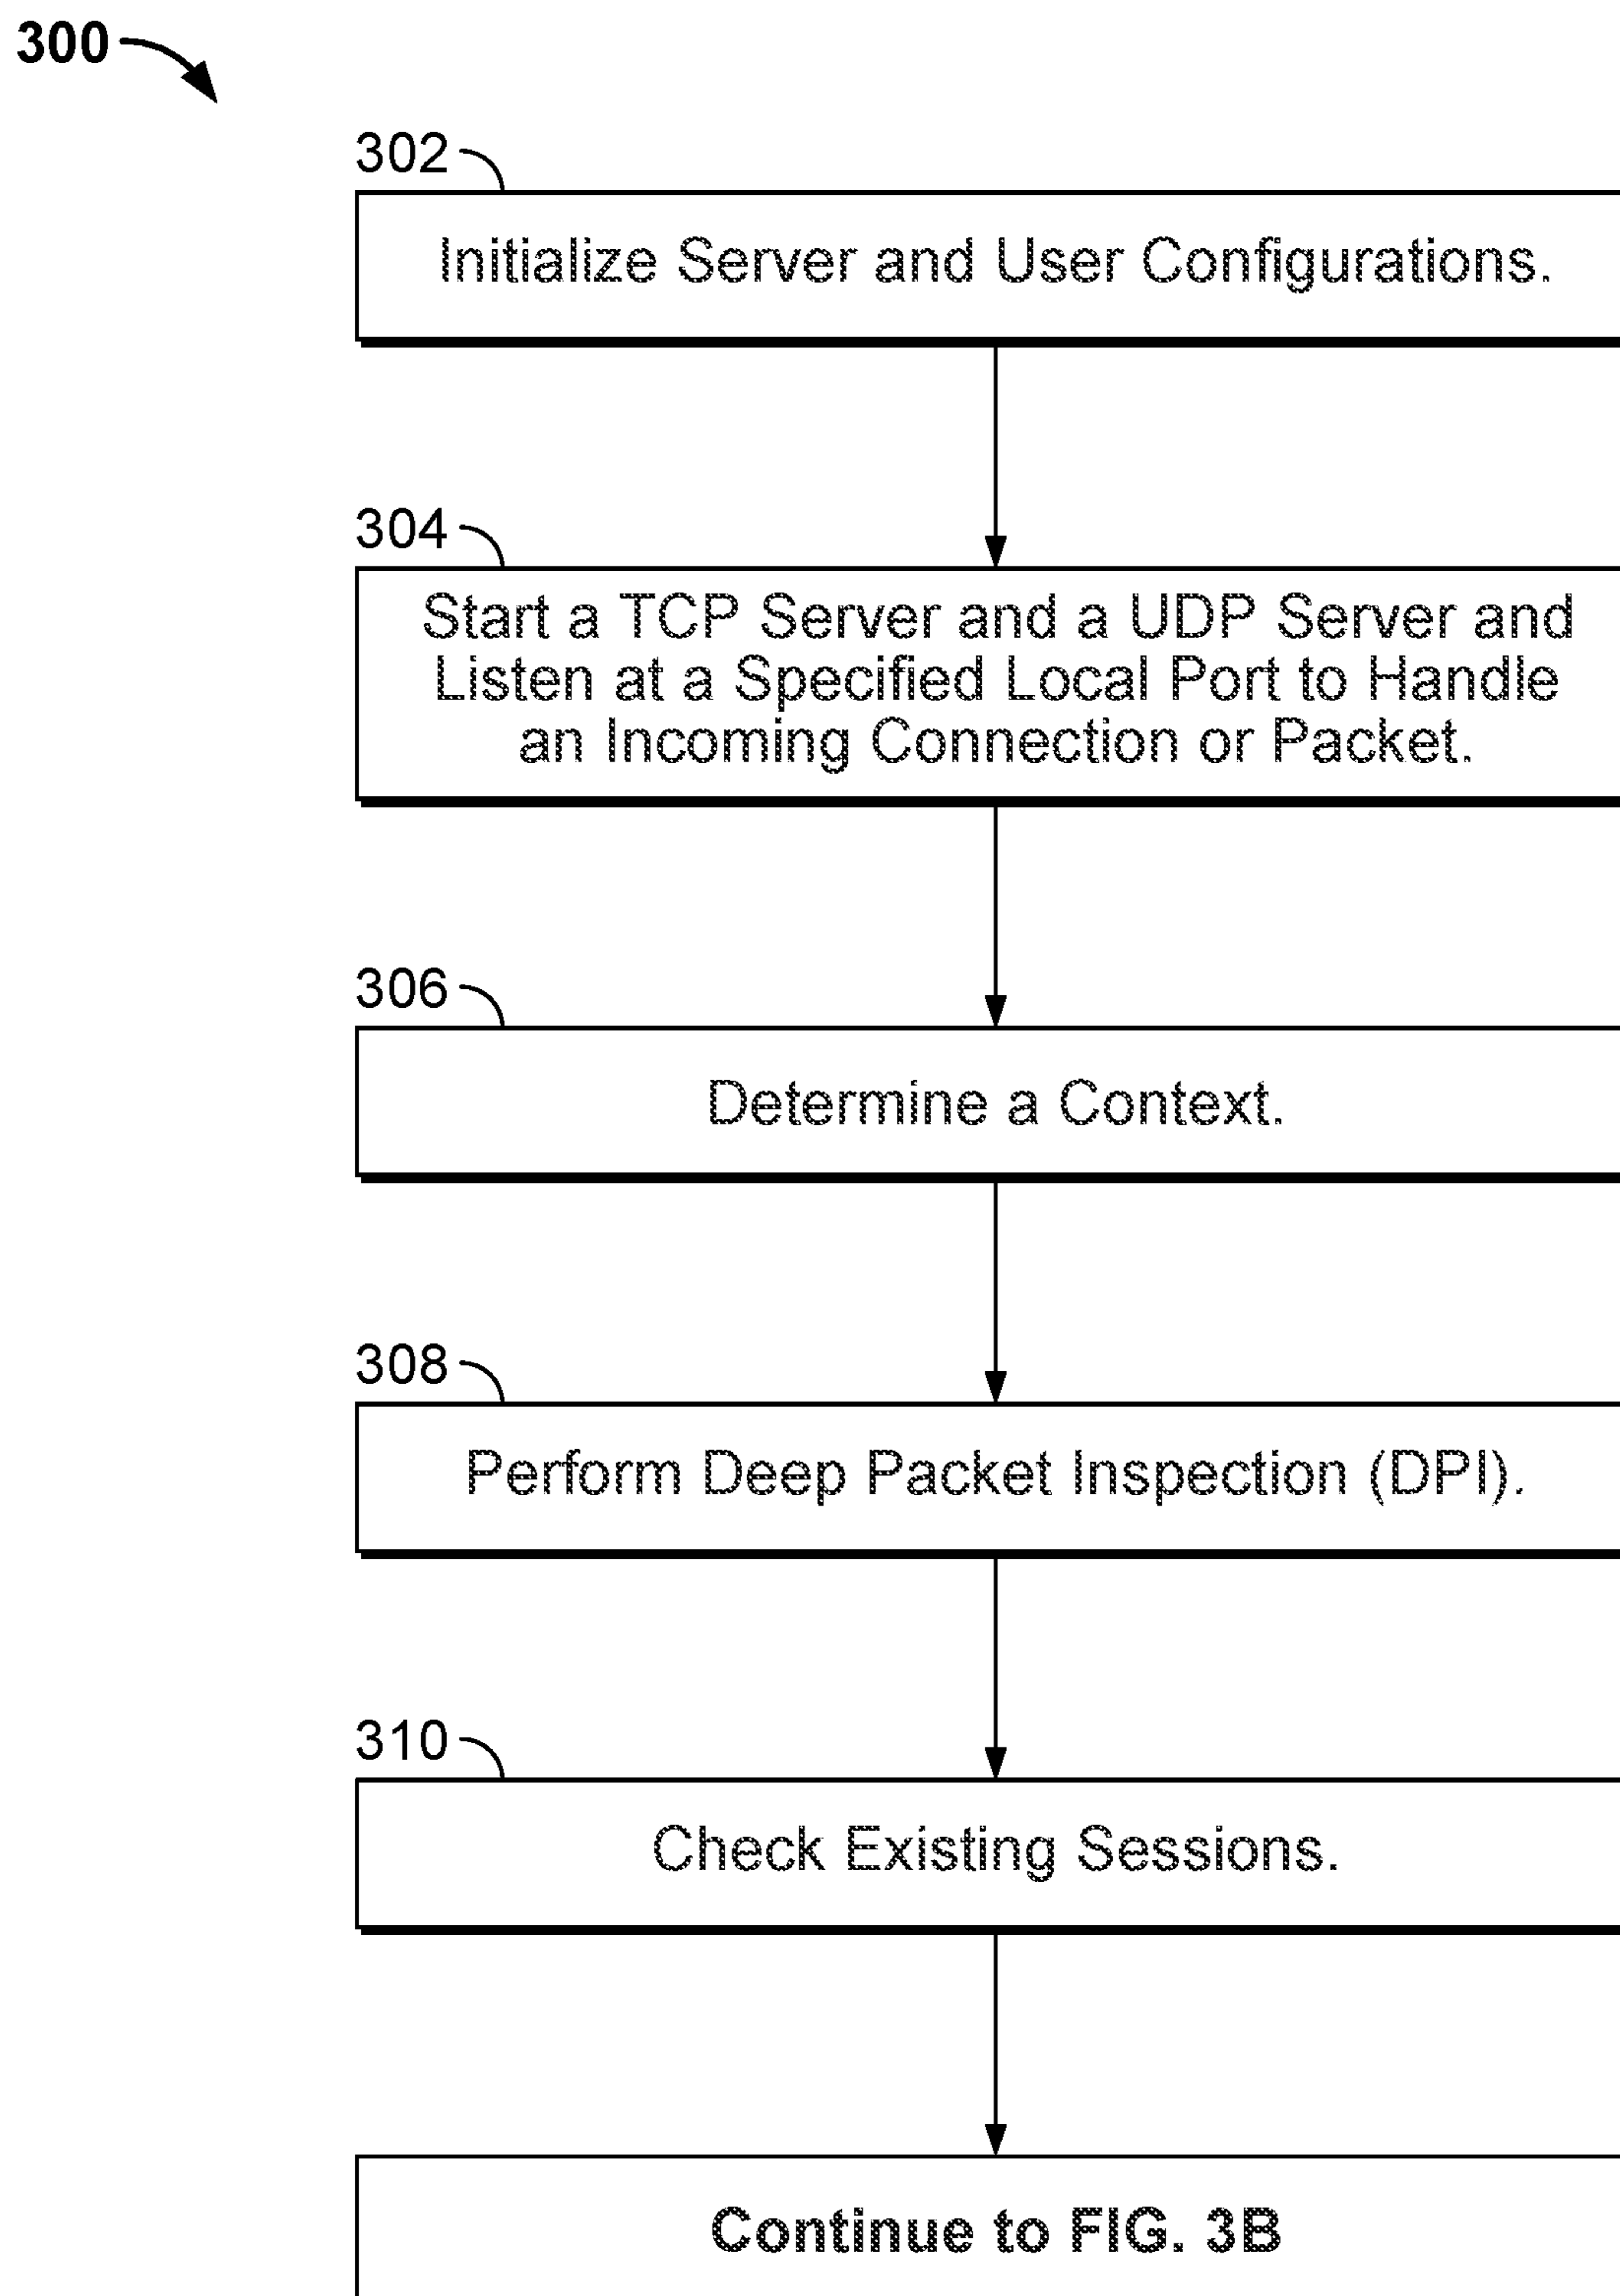 300
302
Initialize Server and User Configurations.
304
Start a TCP Server and a UDP Server and
Listen at a Specified Local Port to Handle
an Incoming Connection or Packet.
306
Determine a Context.
308
Perform Deep Packet Inspection (DPI).
310
Check Existing Sessions.
Continue to FIG. 3B